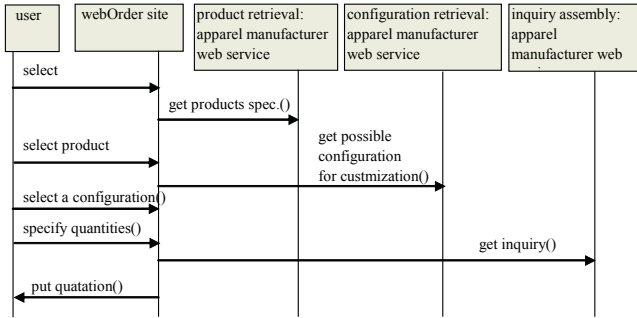 user
webOrder site
product retrieval:
apparel manufacturer
web service
configuration retrieval:
apparel manufacturer
web service
inquiry assembly:
apparel
manufacturer web
select
get products spec.()
select product
get possible
configuration
for custmization()
select a configuration()
specify quantities()
get inquiry()
put quatation()